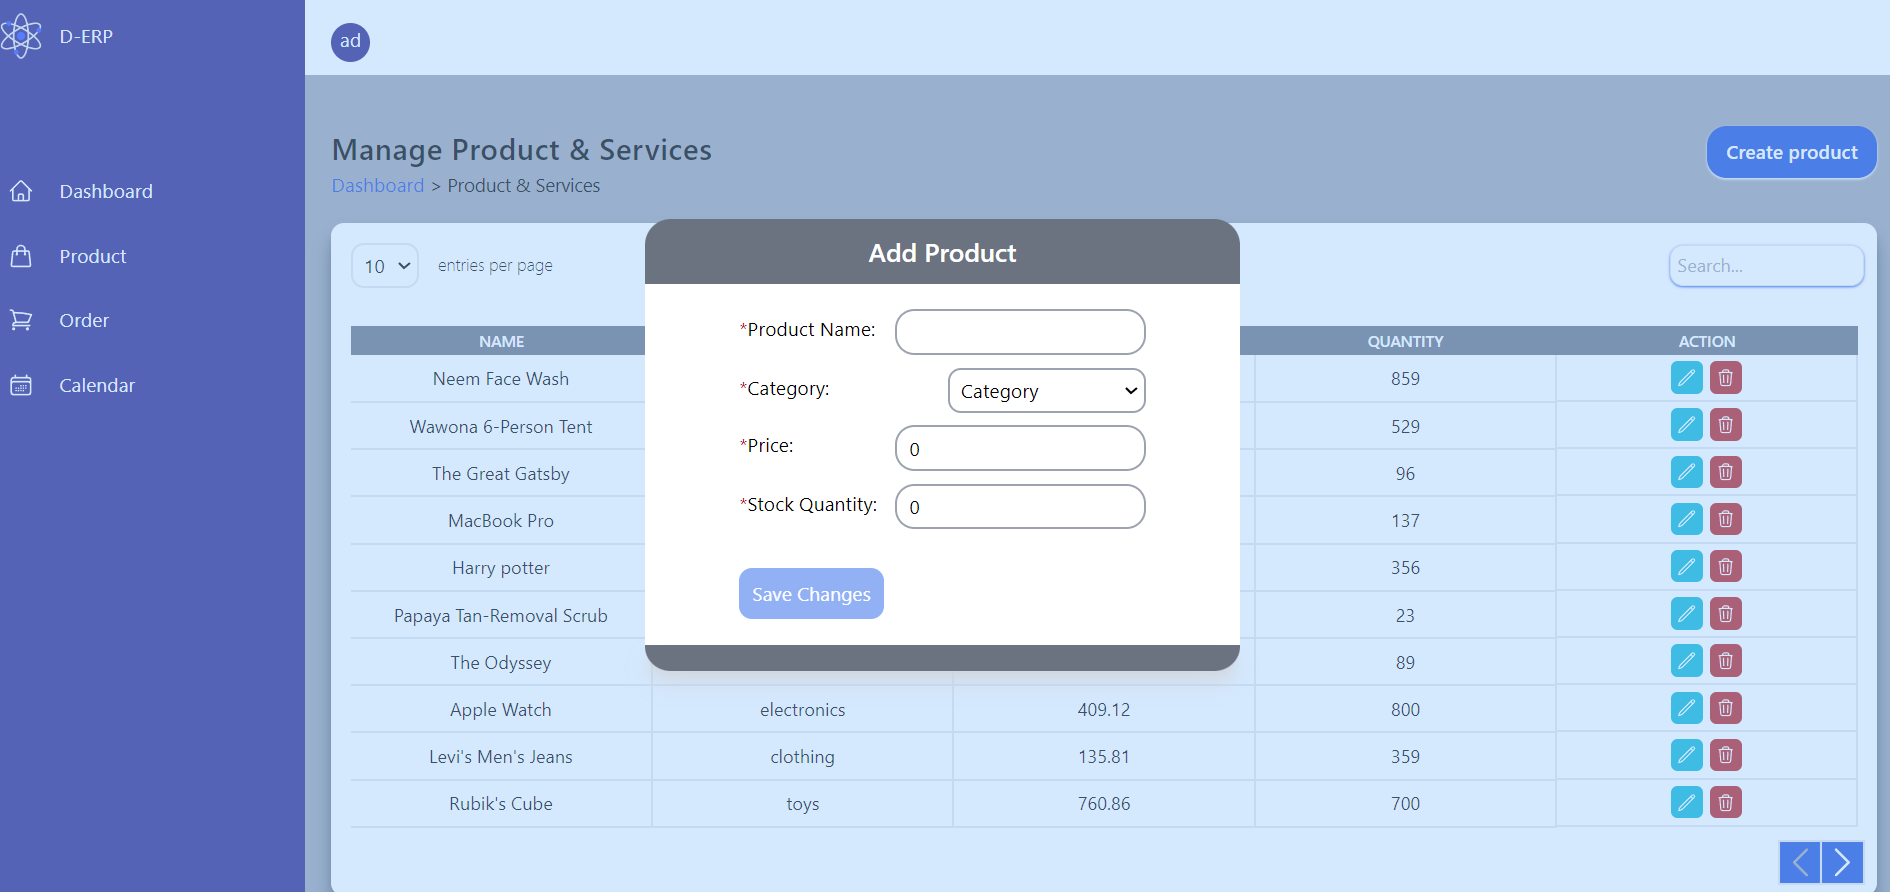 D-ERP
ad
Dashboard
Product
Order
Calendar
Manage Product & Services
Dashboard > Product & Services
Create product
10 entries per page
Search...
Add Product
*Product Name:
*Category: Category
*Price: 0
*Stock Quantity: 0
Save Changes
NAME QUANTITY ACTION
Neem Face Wash 859
Wawona 6-Person Tent 529
The Great Gatsby 96
MacBook Pro 137
Harry potter 356
Papaya Tan-Removal Scrub 23
The Odyssey 89
Apple Watch electronics 409.12 800
Levi's Men's Jeans clothing 135.81 359
Rubik's Cube toys 760.86 700